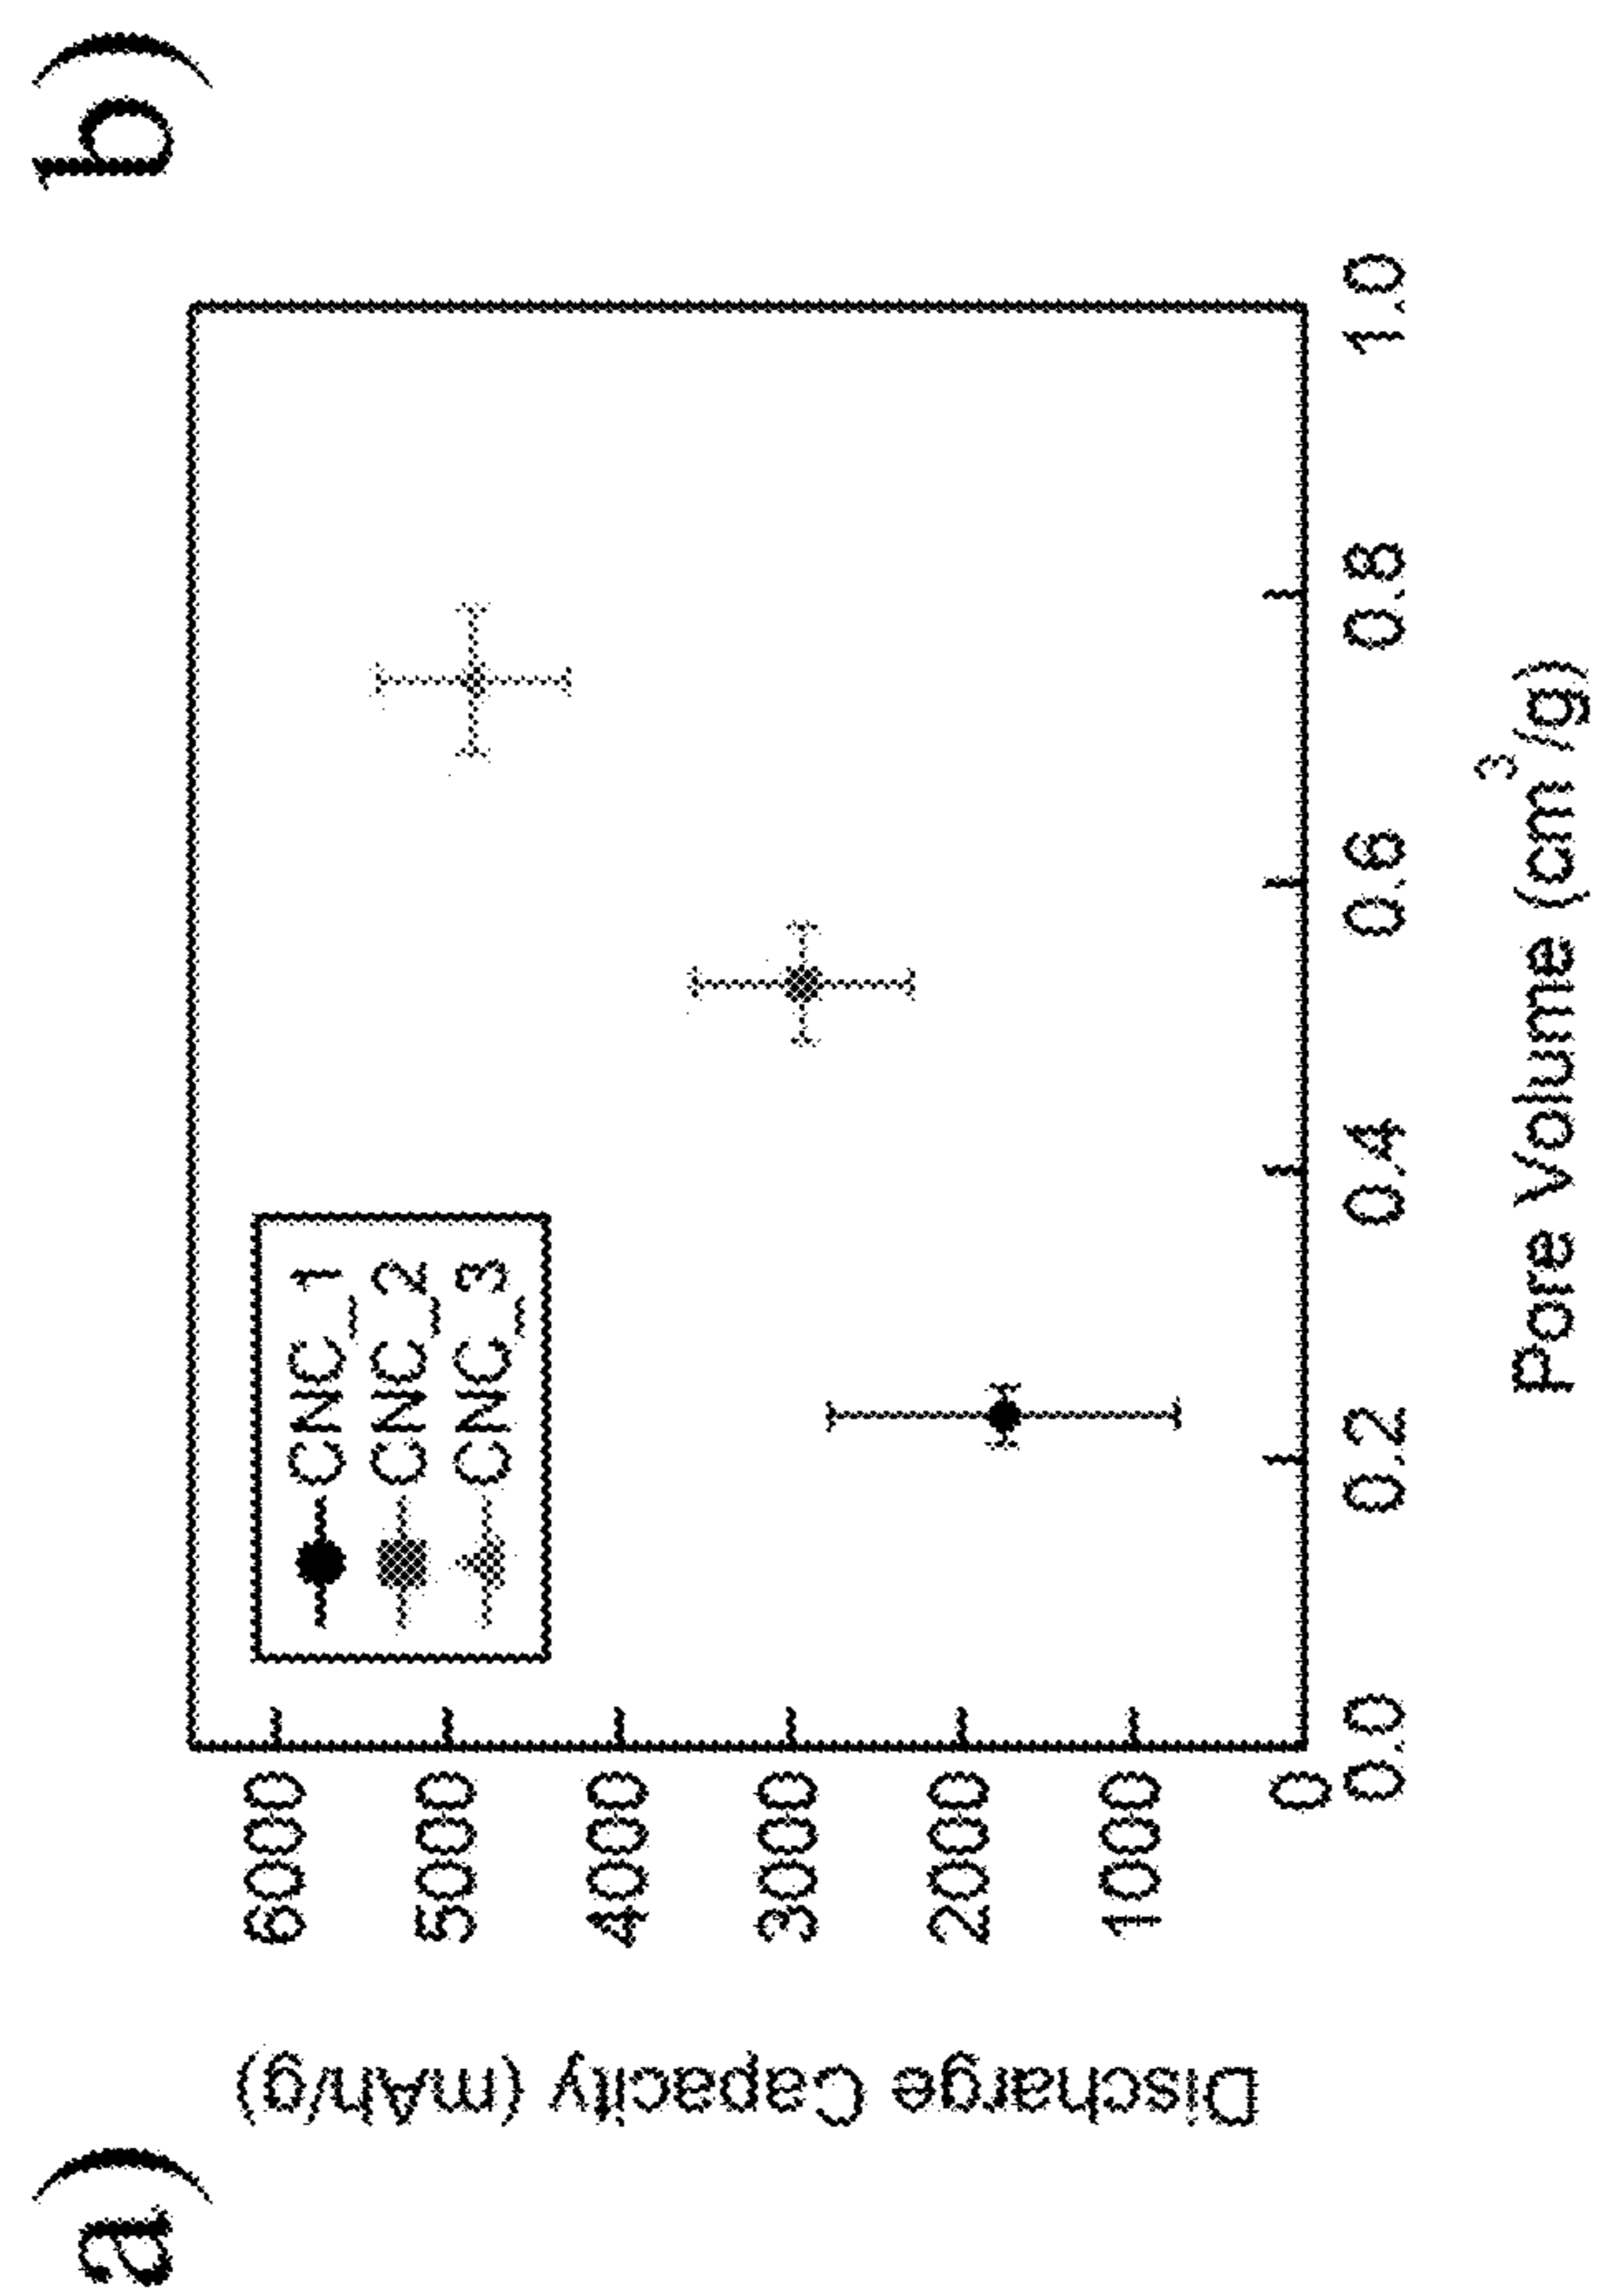 a)
b)
Discharge Capacity (mAh/g)
6000
5000
4000
3000
2000
1000
0
CNC_1
CNC_2
CNC_3
0.0 0.2 0.4 0.6 0.8 1.0
Pore Volume (cm³/g)